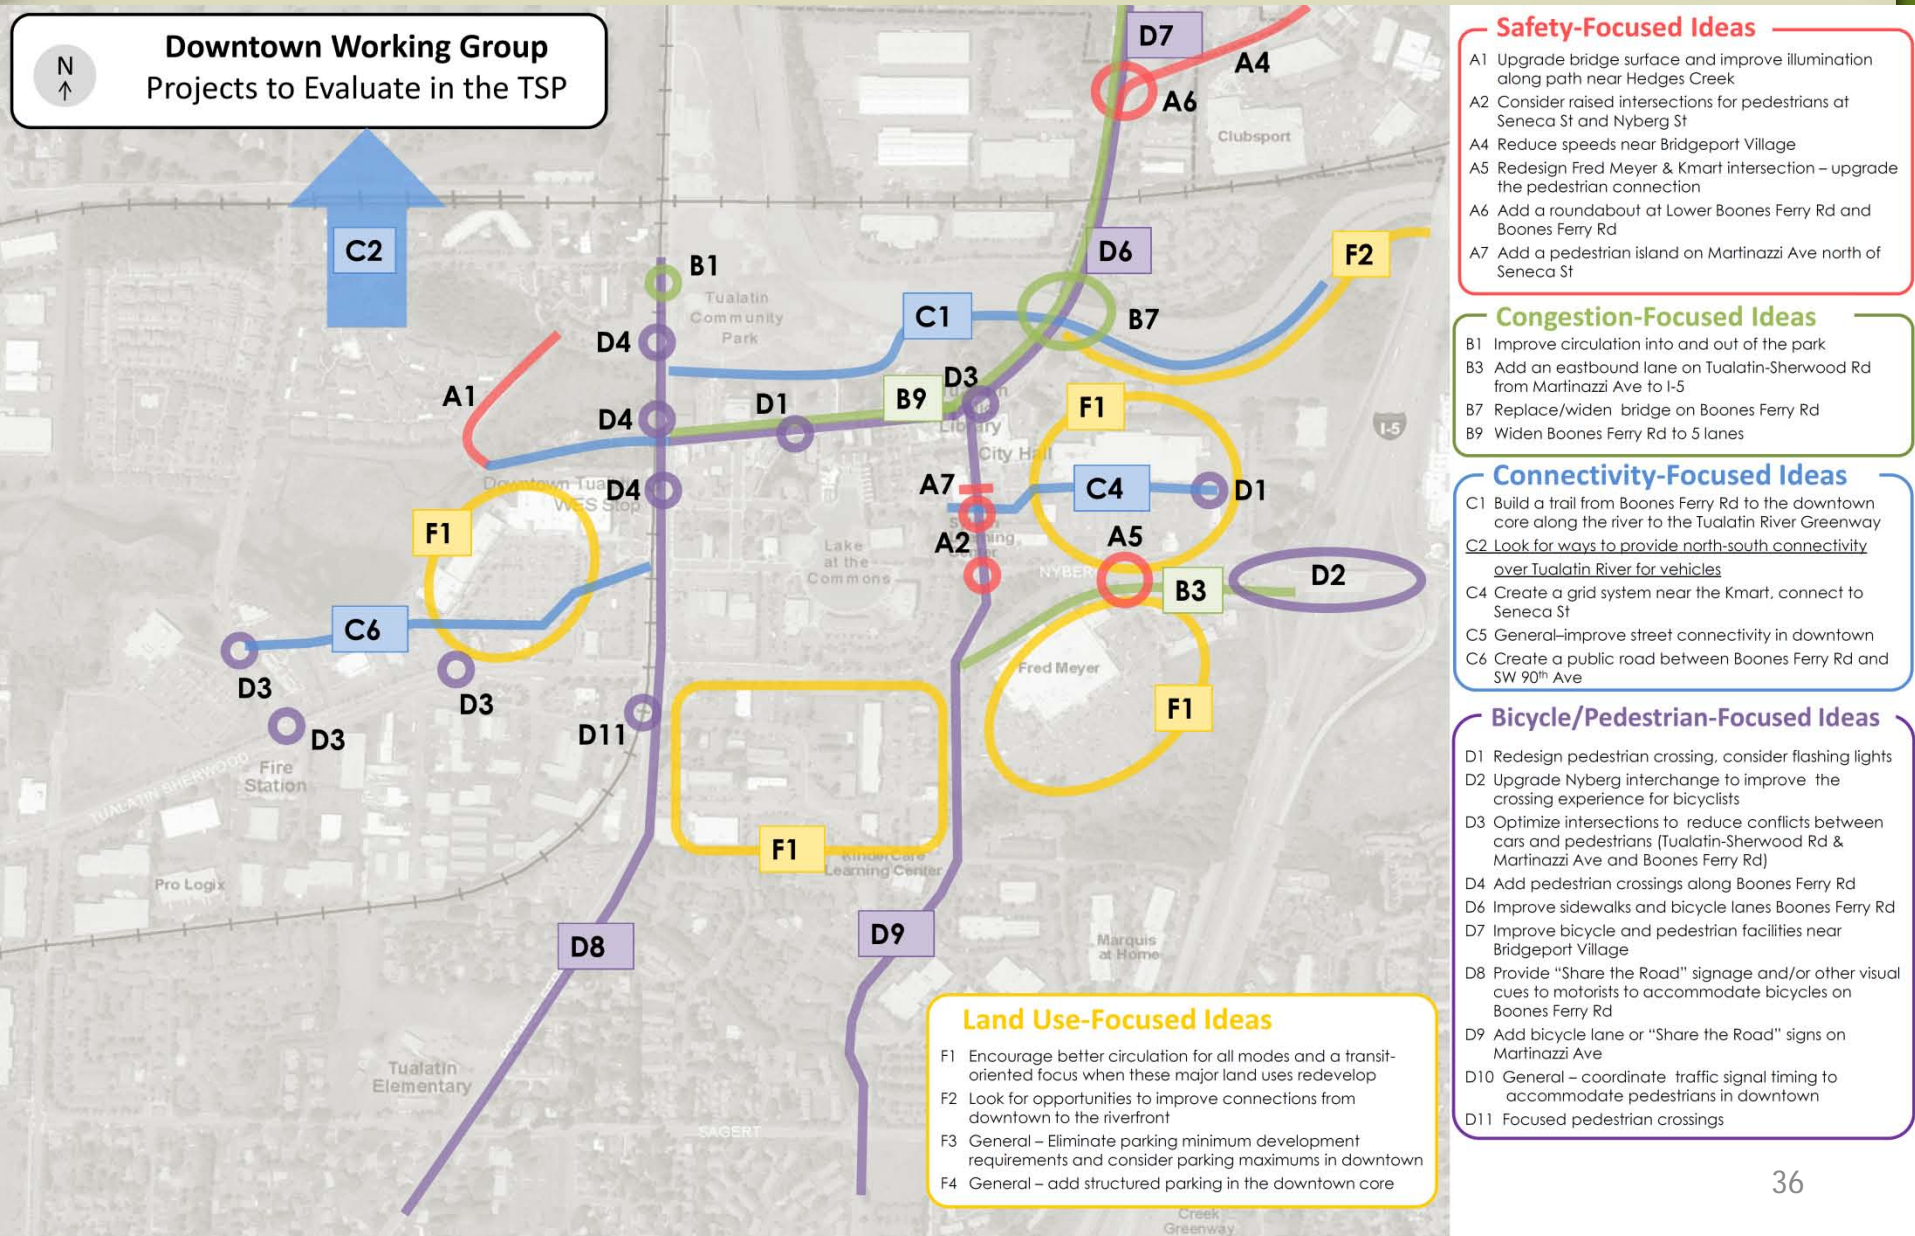 Downtown Working Group
Projects to Evaluate in the TSP
N
C2
D7
A4
A6
Clubsport
D6
F2
B1
Tualatin
Community
Park
C1
B7
D4
A1
D4
D1
B9
D3
Library
F1
I-5
City Hall
D4
A7
C4
D1
F1
A2
A5
Lake
at the
Commons
NYBER
B3
D2
C6
Fred Meyer
D3
D3
F1
D11
D3
Fire
Station
TUALATIN SHERWOOD
F1
KinderCare
Learning Center
Pro Logix
D8
D9
Marquis
at Home
Tualatin
Elementary
SAGERT
Creek
Greenway
Safety-Focused Ideas
A1 Upgrade bridge surface and improve illumination
along path near Hedges Creek
A2 Consider raised intersections for pedestrians at
Seneca St and Nyberg St
A4 Reduce speeds near Bridgeport Village
A5 Redesign Fred Meyer & Kmart intersection – upgrade
the pedestrian connection
A6 Add a roundabout at Lower Boones Ferry Rd and
Boones Ferry Rd
A7 Add a pedestrian island on Martinazzi Ave north of
Seneca St
Congestion-Focused Ideas
B1 Improve circulation into and out of the park
B3 Add an eastbound lane on Tualatin-Sherwood Rd
from Martinazzi Ave to I-5
B7 Replace/widen bridge on Boones Ferry Rd
B9 Widen Boones Ferry Rd to 5 lanes
Connectivity-Focused Ideas
C1 Build a trail from Boones Ferry Rd to the downtown
core along the river to the Tualatin River Greenway
C2 Look for ways to provide north-south connectivity
over Tualatin River for vehicles
C4 Create a grid system near the Kmart, connect to
Seneca St
C5 General–improve street connectivity in downtown
C6 Create a public road between Boones Ferry Rd and
SW 90th Ave
Bicycle/Pedestrian-Focused Ideas
D1 Redesign pedestrian crossing, consider flashing lights
D2 Upgrade Nyberg interchange to improve the
crossing experience for bicyclists
D3 Optimize intersections to reduce conflicts between
cars and pedestrians (Tualatin-Sherwood Rd &
Martinazzi Ave and Boones Ferry Rd)
D4 Add pedestrian crossings along Boones Ferry Rd
D6 Improve sidewalks and bicycle lanes Boones Ferry Rd
D7 Improve bicycle and pedestrian facilities near
Bridgeport Village
D8 Provide “Share the Road” signage and/or other visual
cues to motorists to accommodate bicycles on
Boones Ferry Rd
D9 Add bicycle lane or “Share the Road” signs on
Martinazzi Ave
D10 General – coordinate traffic signal timing to
accommodate pedestrians in downtown
D11 Focused pedestrian crossings
Land Use-Focused Ideas
F1 Encourage better circulation for all modes and a transit-
oriented focus when these major land uses redevelop
F2 Look for opportunities to improve connections from
downtown to the riverfront
F3 General – Eliminate parking minimum development
requirements and consider parking maximums in downtown
F4 General – add structured parking in the downtown core
36